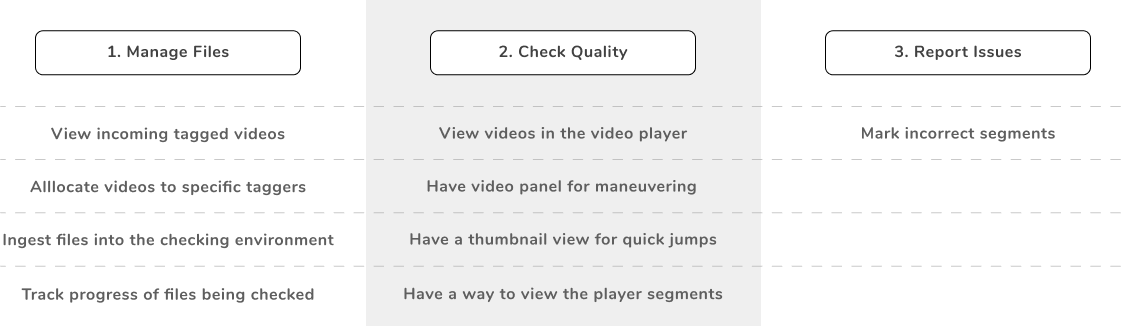 1. Manage Files
2. Check Quality
3. Report Issues
View incoming tagged videos
View videos in the video player
Mark incorrect segments
Alllocate videos to specific taggers
Have video panel for maneuvering
Ingest files into the checking environment
Have a thumbnail view for quick jumps
Track progress of files being checked
Have a way to view the player segments